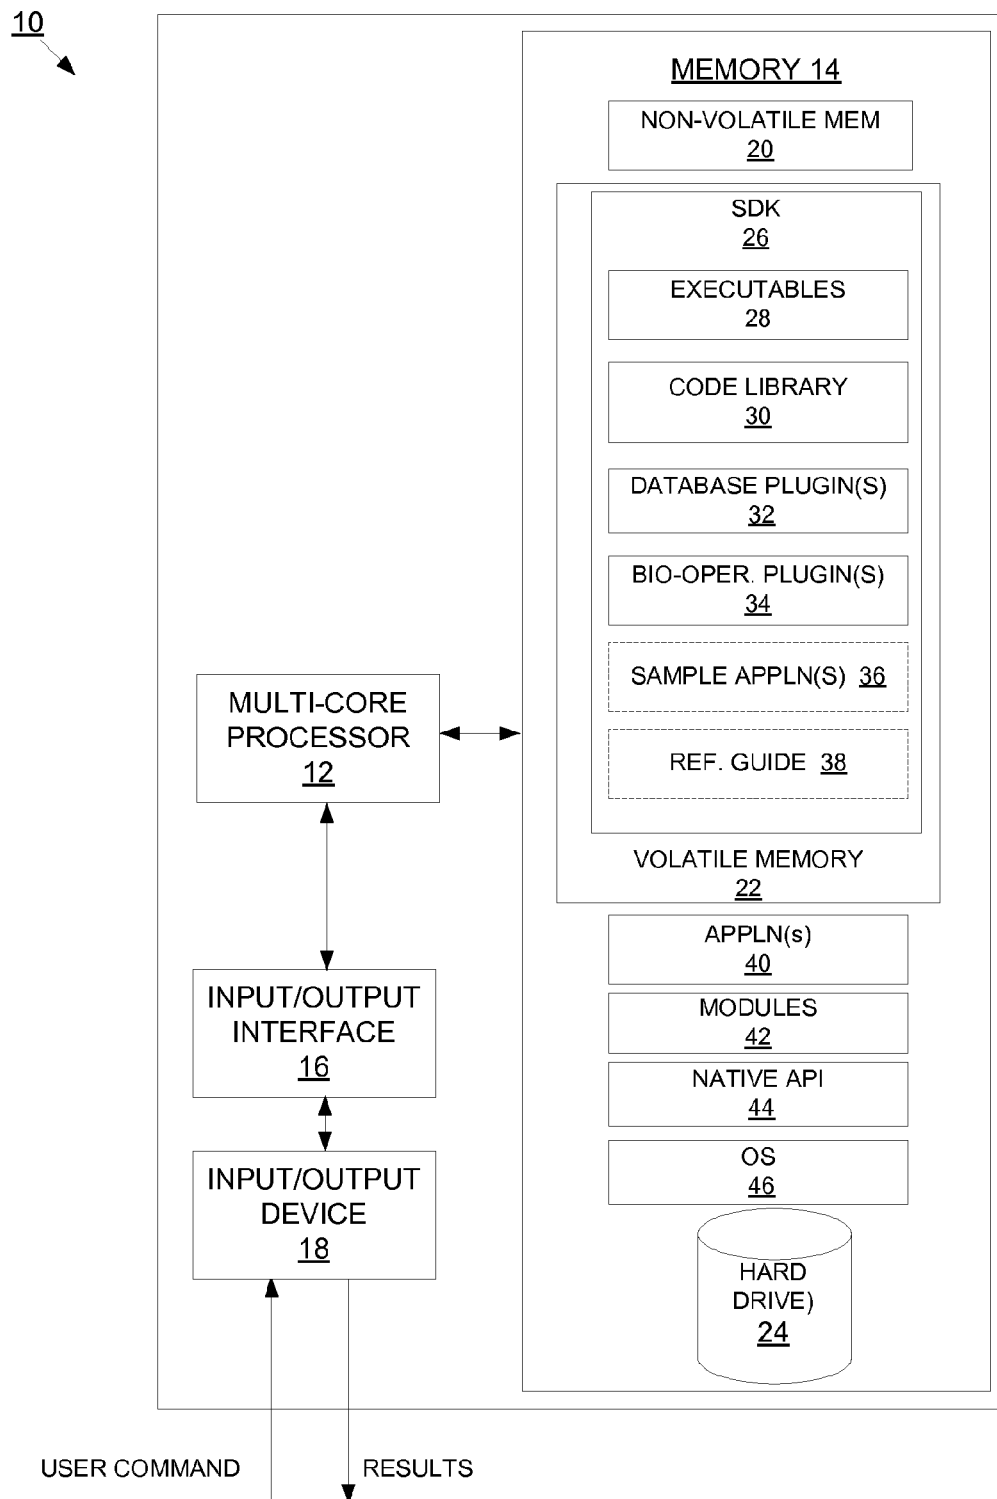 10
MEMORY 14
NON-VOLATILE MEM
20
SDK
26
EXECUTABLES
28
CODE LIBRARY
30
DATABASE PLUGIN(S)
32
BIO-OPER. PLUGIN(S)
34
SAMPLE APPLN(S) 36
REF. GUIDE 38
VOLATILE MEMORY
22
APPLN(s)
40
MODULES
42
NATIVE API
44
OS
46
HARD
DRIVE)
24
MULTI-CORE
PROCESSOR
12
INPUT/OUTPUT
INTERFACE
16
INPUT/OUTPUT
DEVICE
18
USER COMMAND
RESULTS